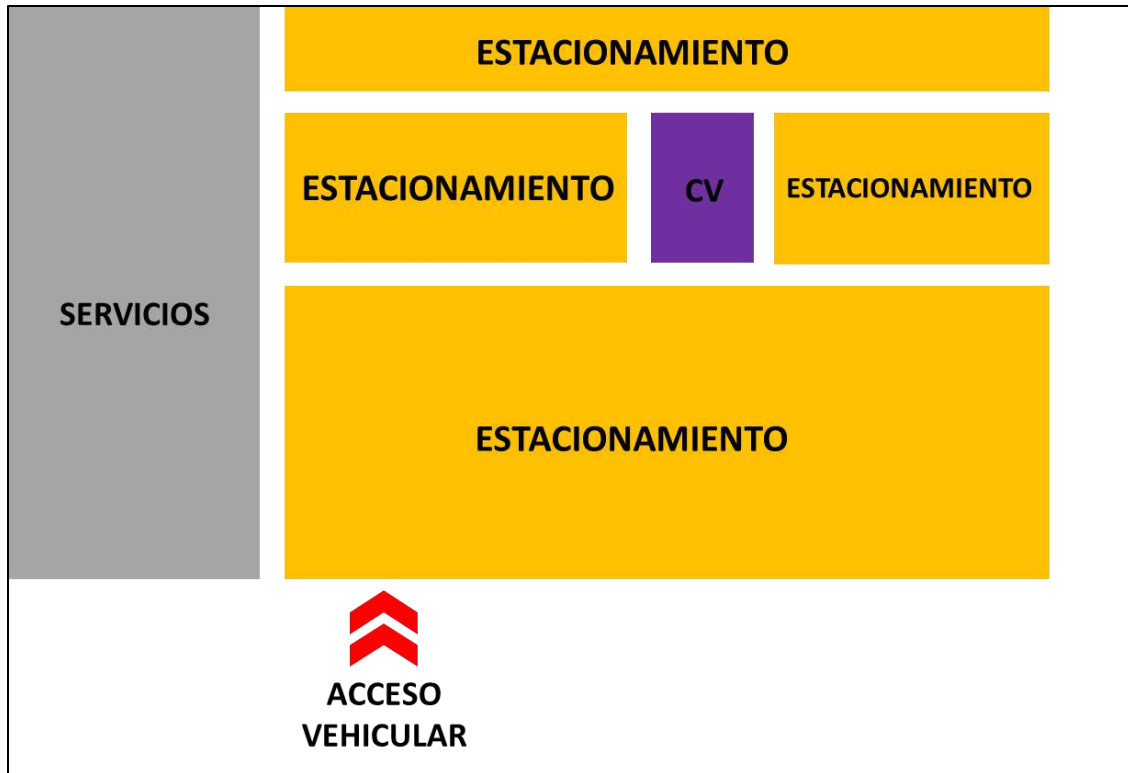 ESTACIONAMIENTO
ESTACIONAMIENTO
CV
ESTACIONAMIENTO
SERVICIOS
ESTACIONAMIENTO
ACCESO
VEHICULAR